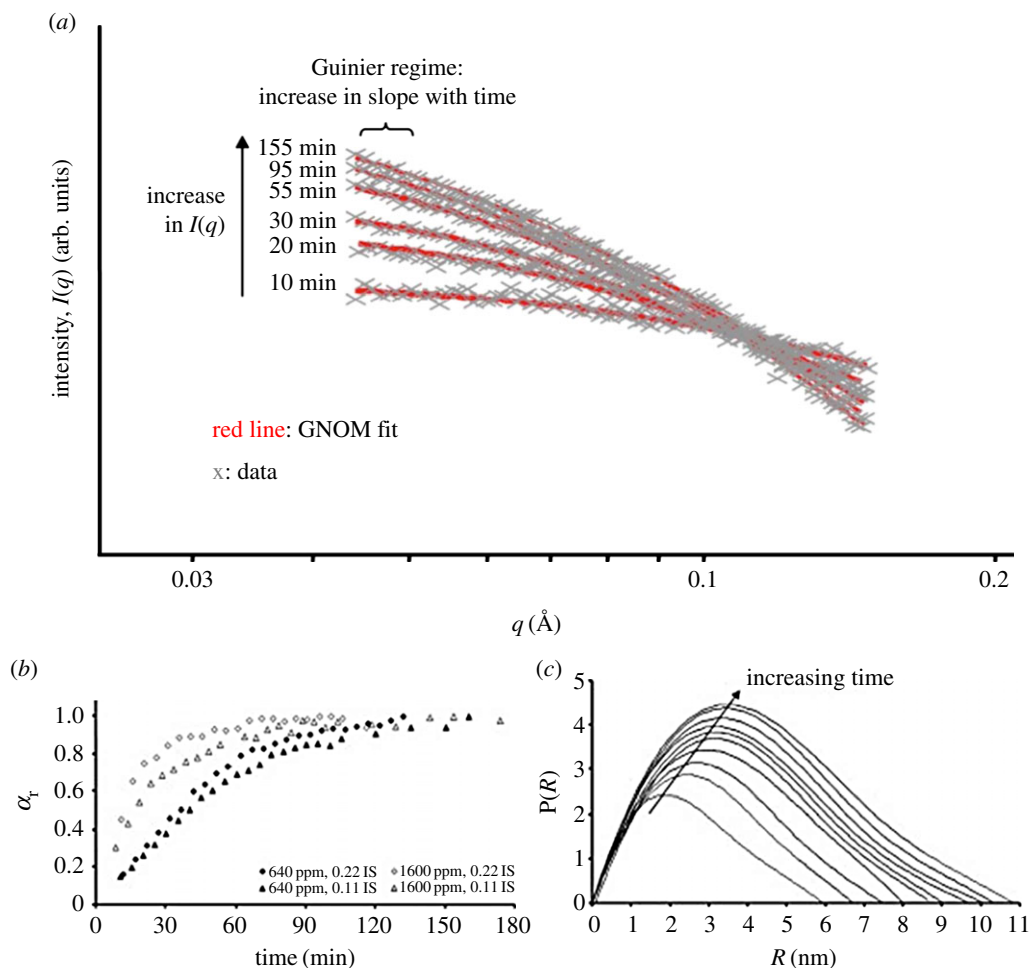 (a)
Guinier regime:
increase in slope with time
155 min
95 min
55 min
30 min
20 min
10 min
increase
in I(q)
intensity, I(q) (arb. units)
red line: GNOM fit
x: data
0.03 0.1 0.2
q (Å)
(b)
1.0
0.8
0.6
0.4
0.2
0
αr
640 ppm, 0.22 IS 1600 ppm, 0.22 IS
640 ppm, 0.11 IS 1600 ppm, 0.11 IS
0 30 60 90 120 150 180
time (min)
(c)
increasing time
5
4
3
2
1
0
P(R)
0 1 2 3 4 5 6 7 8 9 10 11
R (nm)